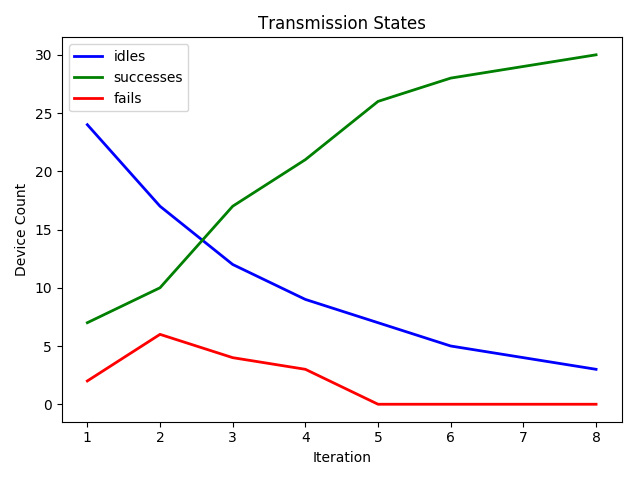 Transmission States
idles
successes
fails
Device Count
30
25
20
15
10
5
0
1 2 3 4 5 6 7 8
Iteration